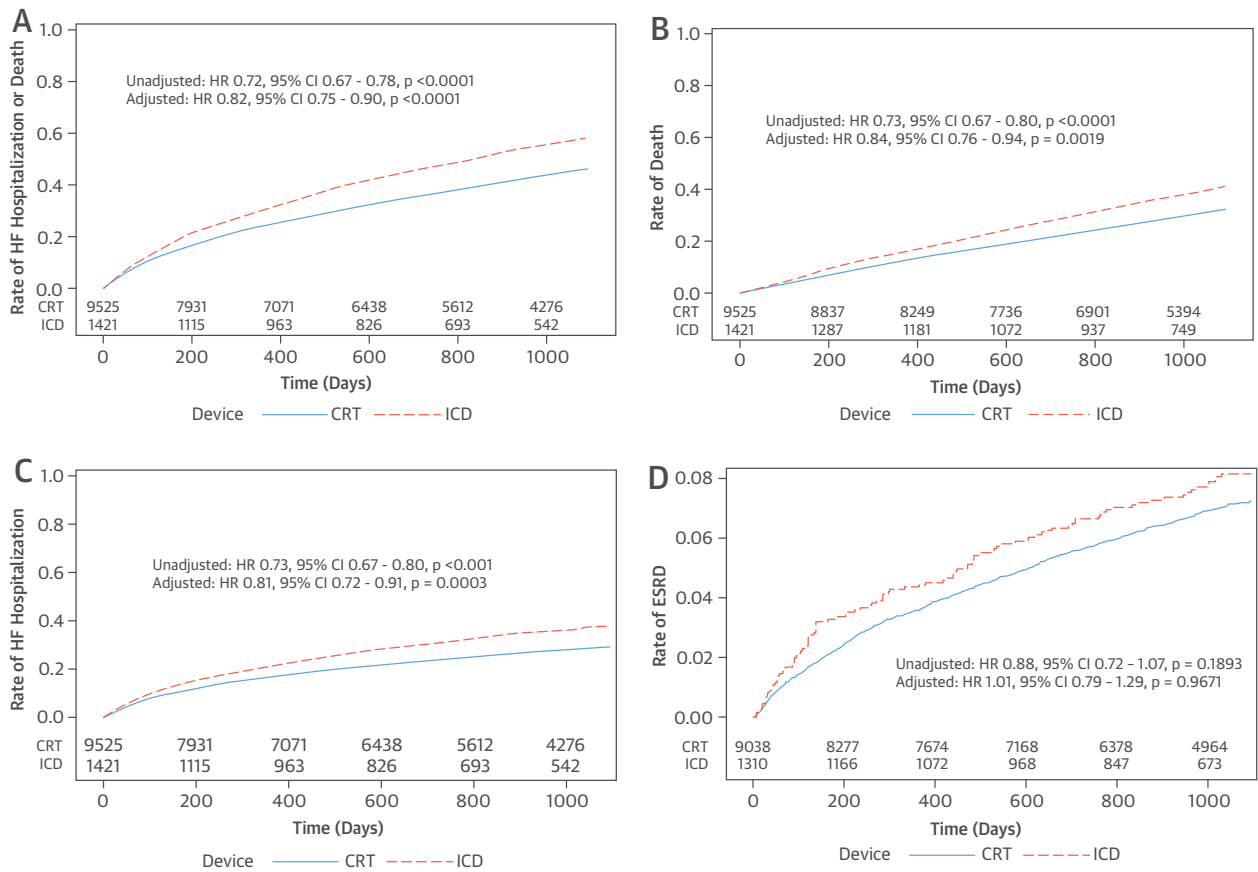 A
Rate of HF Hospitalization or Death
1.0
0.8
0.6
0.4
0.2
0.0
Unadjusted: HR 0.72, 95% CI 0.67 - 0.78, p <0.0001
Adjusted: HR 0.82, 95% CI 0.75 - 0.90, p <0.0001
CRT 9525 7931 7071 6438 5612 4276
ICD 1421 1115 963 826 693 542
0 200 400 600 800 1000
Time (Days)
Device CRT ICD
B
Rate of Death
1.0
0.8
0.6
0.4
0.2
0.0
Unadjusted: HR 0.73, 95% CI 0.67 - 0.80, p <0.0001
Adjusted: HR 0.84, 95% CI 0.76 - 0.94, p = 0.0019
CRT 9525 8837 8249 7736 6901 5394
ICD 1421 1287 1181 1072 937 749
0 200 400 600 800 1000
Time (Days)
Device CRT ICD
C
Rate of HF Hospitalization
1.0
0.8
0.6
0.4
0.2
0.0
Unadjusted: HR 0.73, 95% CI 0.67 - 0.80, p <0.001
Adjusted: HR 0.81, 95% CI 0.72 - 0.91, p = 0.0003
CRT 9525 7931 7071 6438 5612 4276
ICD 1421 1115 963 826 693 542
0 200 400 600 800 1000
Time (Days)
Device CRT ICD
D
Rate of ESRD
0.08
0.06
0.04
0.02
0.00
Unadjusted: HR 0.88, 95% CI 0.72 - 1.07, p = 0.1893
Adjusted: HR 1.01, 95% CI 0.79 - 1.29, p = 0.9671
CRT 9038 8277 7674 7168 6378 4964
ICD 1310 1166 1072 968 847 673
0 200 400 600 800 1000
Time (Days)
Device CRT ICD